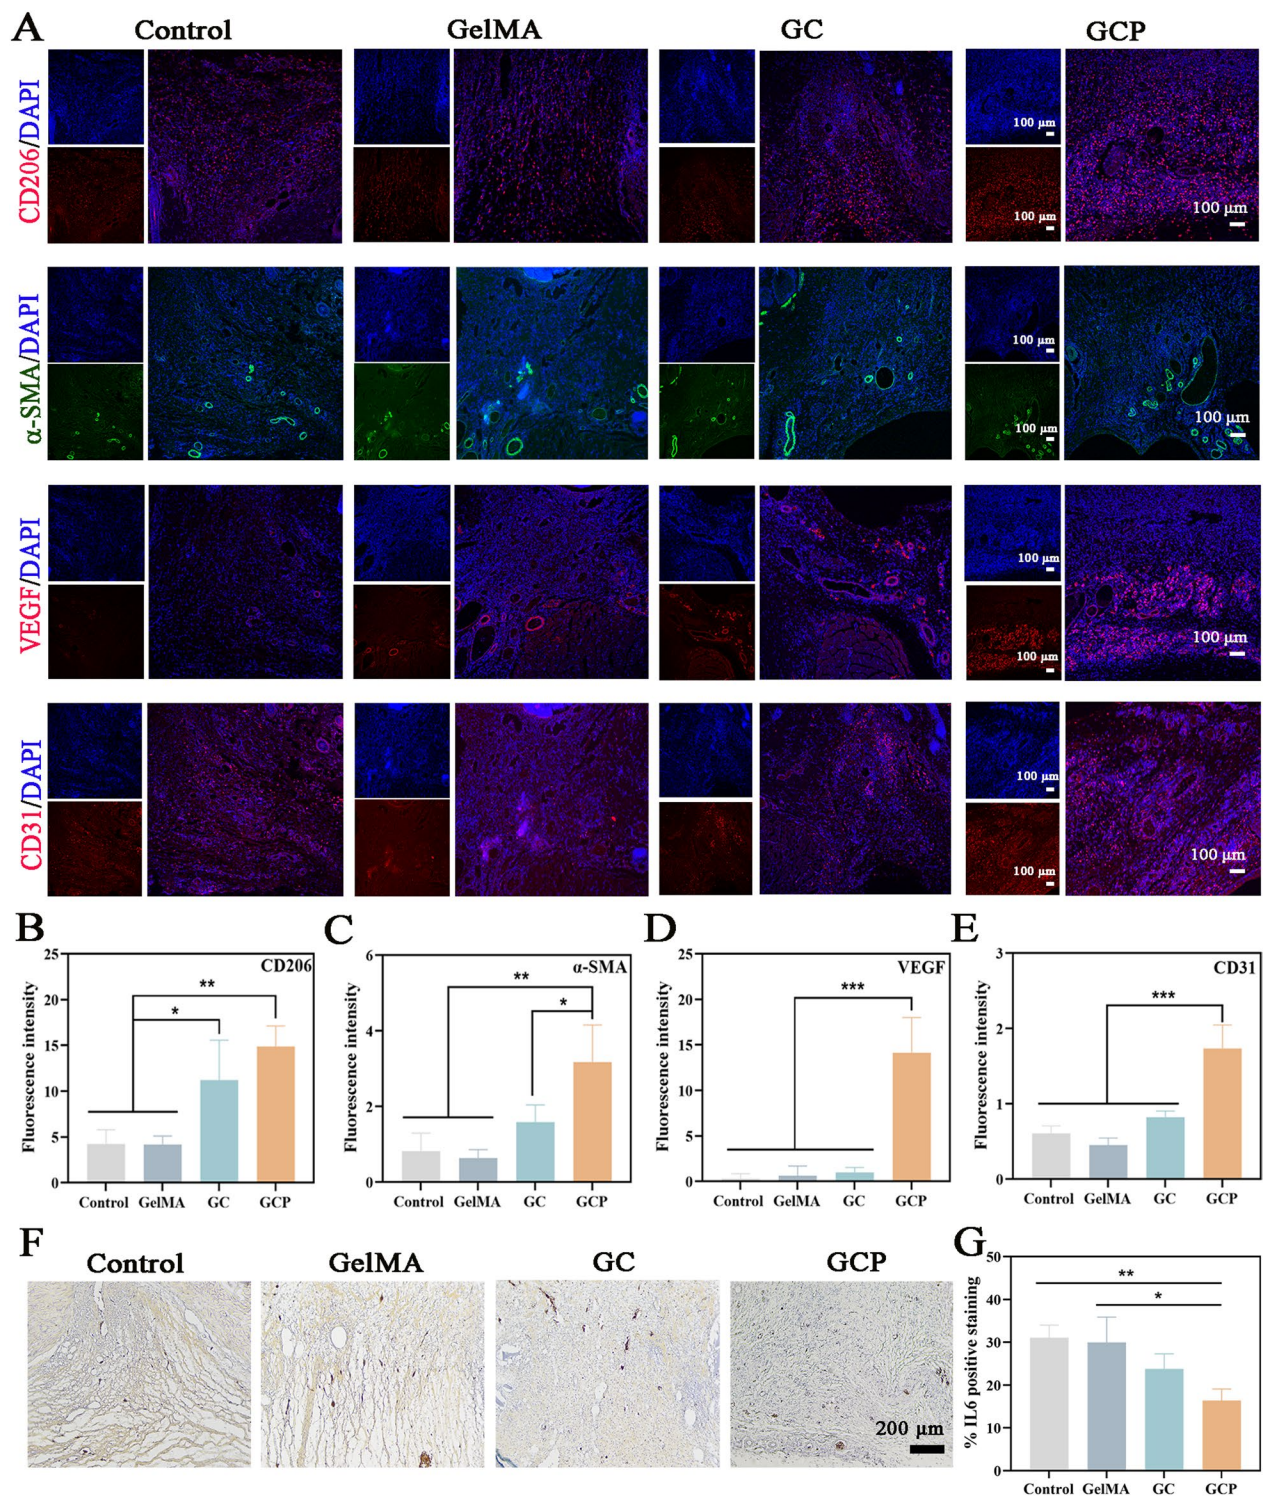 A
Control GelMA GC GCP
CD206/DAPI
100 μm
100 μm
100 μm
α-SMA/DAPI
100 μm
100 μm
100 μm
VEGF/DAPI
100 μm
100 μm
100 μm
CD31/DAPI
100 μm
100 μm
100 μm
B
Fluorescence intensity
CD206
25
20
15
10
5
0
**
*
Control GelMA GC GCP
C
Fluorescence intensity
α-SMA
6
4
2
0
**
*
Control GelMA GC GCP
D
Fluorescence intensity
VEGF
25
20
15
10
5
0
***
Control GelMA GC GCP
E
Fluorescence intensity
CD31
3
2
1
0
***
Control GelMA GC GCP
F
Control GelMA GC GCP
200 μm
G
% IL6 positive staining
50
40
30
20
10
0
**
*
Control GelMA GC GCP